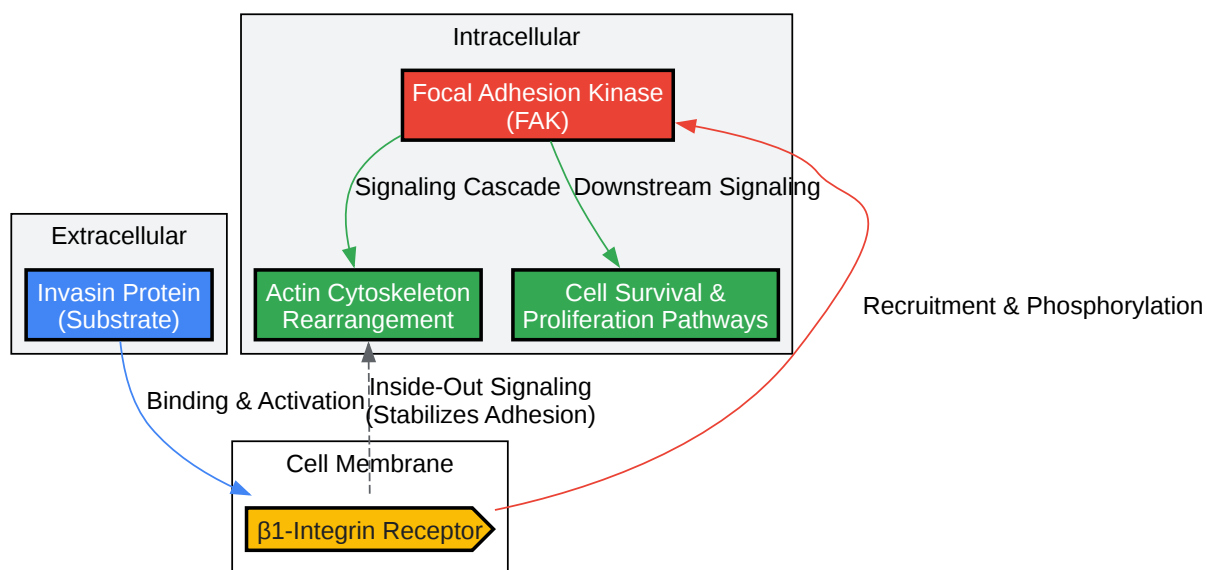 Intracellular
Focal Adhesion Kinase
(FAK)
Signaling Cascade
Downstream Signaling
Extracellular
Invasin Protein
(Substrate)
Actin Cytoskeleton
Rearrangement
Cell Survival &
Proliferation Pathways
Recruitment & Phosphorylation
Binding & Activation
Inside-Out Signaling
(Stabilizes Adhesion)
Cell Membrane
β1-Integrin Receptor